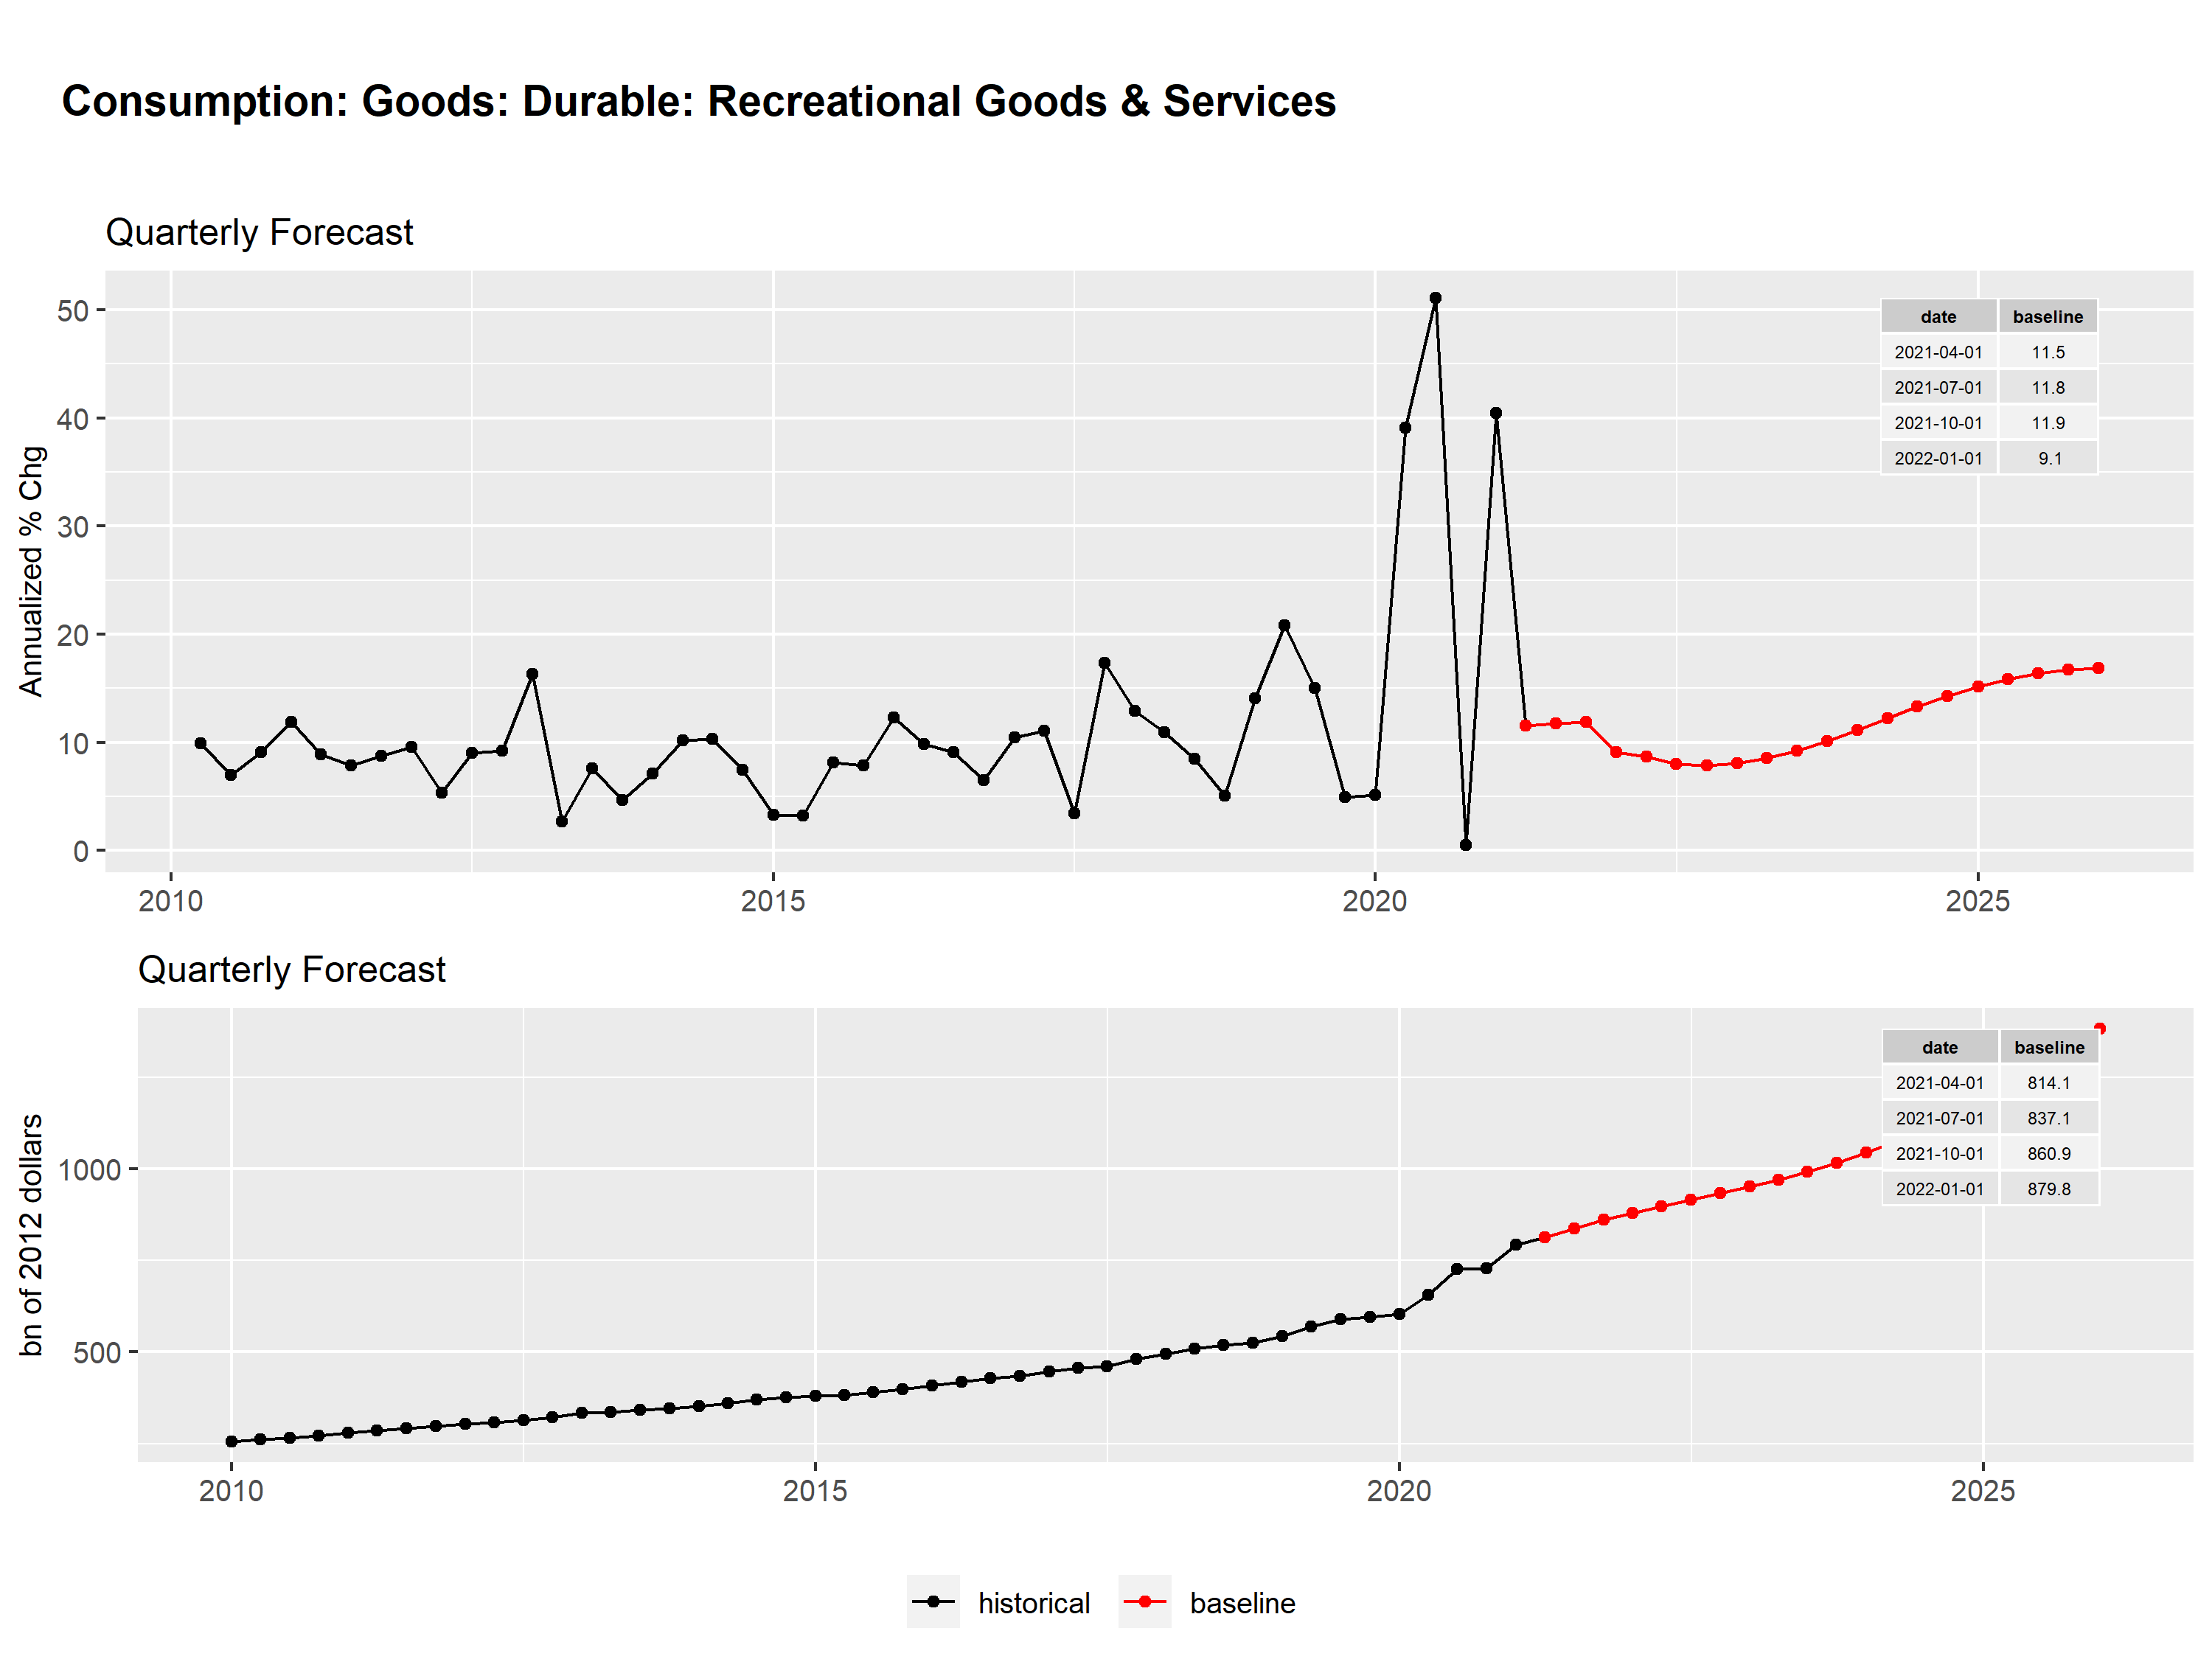 Consumption: Goods: Durable: Recreational Goods & Services
Quarterly Forecast
Annualized % Chg
50
40
30
20
10
0
2010 2015 2020 2025
date baseline
2021-04-01 11.5
2021-07-01 11.8
2021-10-01 11.9
2022-01-01 9.1
Quarterly Forecast
bn of 2012 dollars
1000
500
2010 2015 2020 2025
date baseline
2021-04-01 814.1
2021-07-01 837.1
2021-10-01 860.9
2022-01-01 879.8
historical baseline